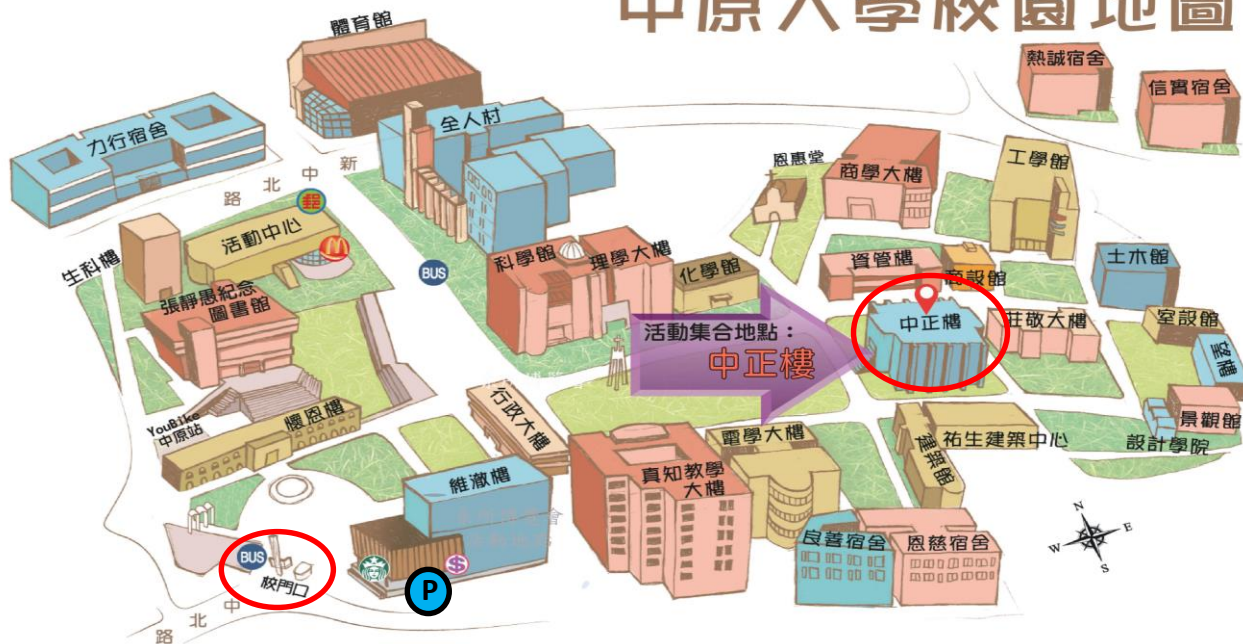 中原大學校園地圖
體育館
熱誠宿舍
信實宿舍
力行宿舍
全人村
新
中
北
路
恩惠堂
商學大樓
工學館
郵
活動中心
生科樓
BUS
科學館
理學大樓
化學館
資管樓
商設館
土木館
張靜愚紀念
圖書館
活動集合地點：
中正樓
中正樓
莊敬大樓
室設館
望樓
YouBike
中原站
懷恩樓
行政大樓
電學大樓
建築館
祐生建築中心
景觀館
設計學院
維澈樓
真知教學
大樓
良善宿舍
恩慈宿舍
N
W
E
S
BUS
校門口
$
P
中
北
路